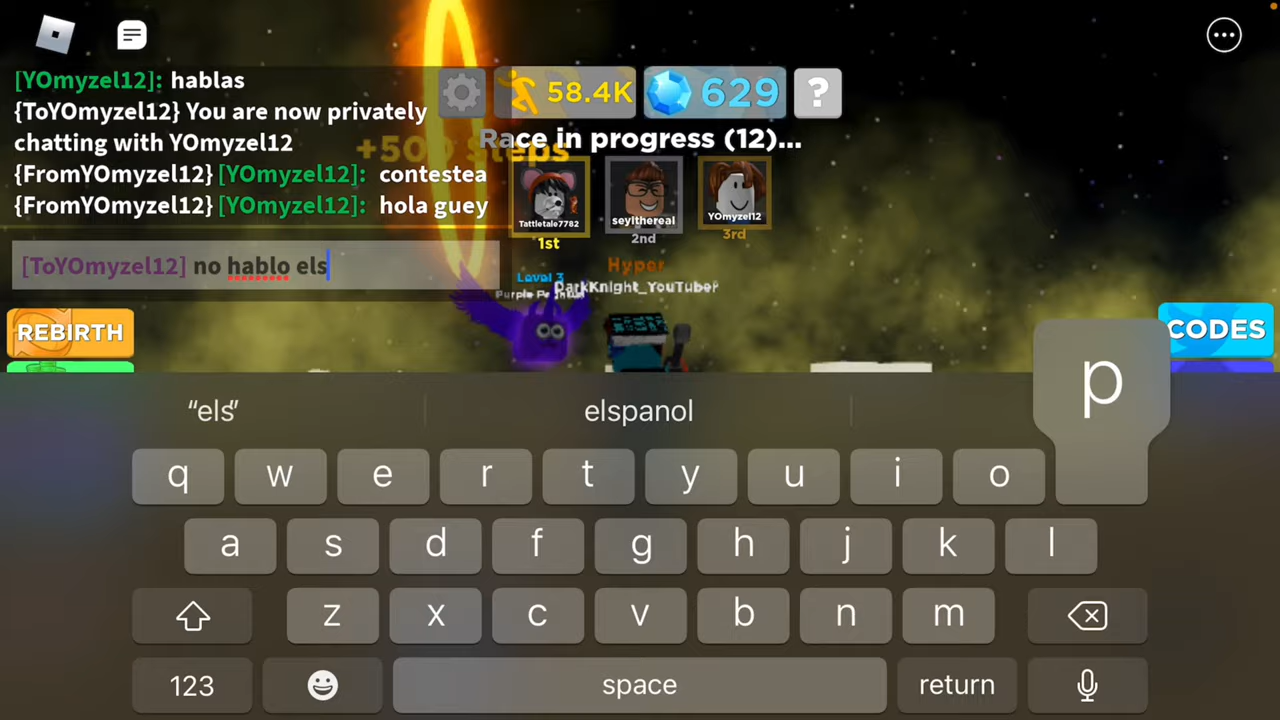 [YOmyzel12]: hablas
{ToYOmyzel12} You are now privately
chatting with YOmyzel12
{FromYOmyzel12} [YOmyzel12]: contestea
{FromYOmyzel12} [YOmyzel12]: hola guey
[ToYOmyzel12] no hablo els
58.4K
629
?
Race in progress (12)...
+500 Steps
Tattletale7782
seyithereal
YOmyzel12
1st
2nd
3rd
Hyper
Level 3
DarkKnight_YouTuber
REBIRTH
CODES
“els”
elspanol
p
q w e r t y u i o
a s d f g h j k l
z x c v b n m
123
space
return